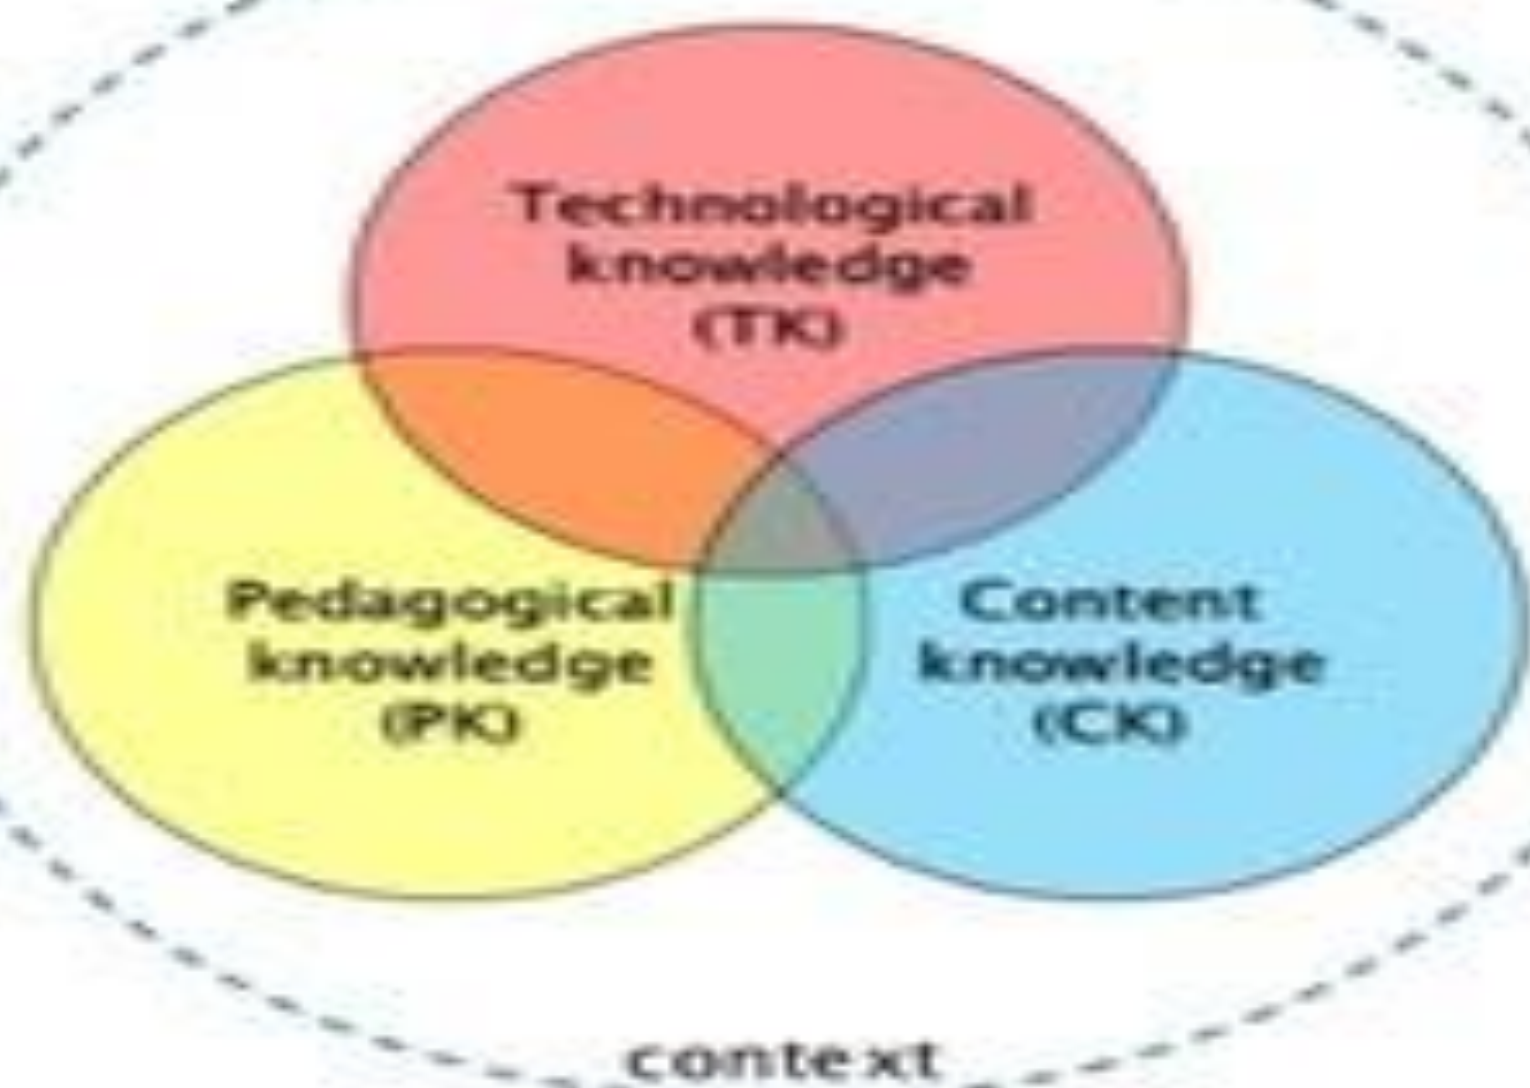 Technological
knowledge
(TK)
Pedagogical
knowledge
(PK)
Content
knowledge
(CK)
context